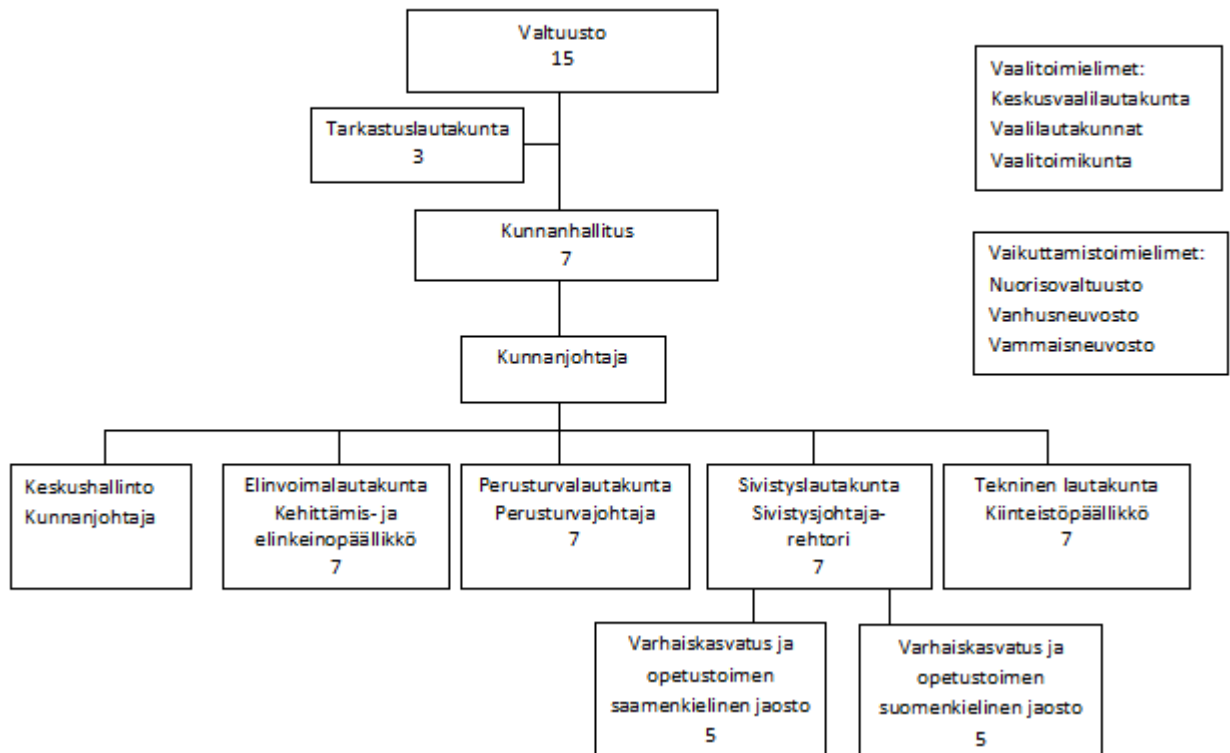 Valtuusto
15
Vaalitoimielimet:
Keskusvaalilautakunta
Vaalilautakunnat
Vaalitoimikunta
Tarkastuslautakunta
3
Kunnanhallitus
7
Vaikuttamistoimielimet:
Nuorisovaltuusto
Vanhusneuvosto
Vammaisneuvosto
Kunnanjohtaja
Keskushallinto
Kunnanjohtaja
Elinvoimalautakunta
Kehittämis- ja
elinkeinopäällikkö
7
Perusturvalautakunta
Perusturvajohtaja
7
Sivistyslautakunta
Sivistysjohtaja-
rehtori
7
Tekninen lautakunta
Kiinteistöpäällikkö
7
Varhaiskasvatus ja
opetustoimen
saamenkielinen jaosto
5
Varhaiskasvatus ja
opetustoimen
suomenkielinen jaosto
5